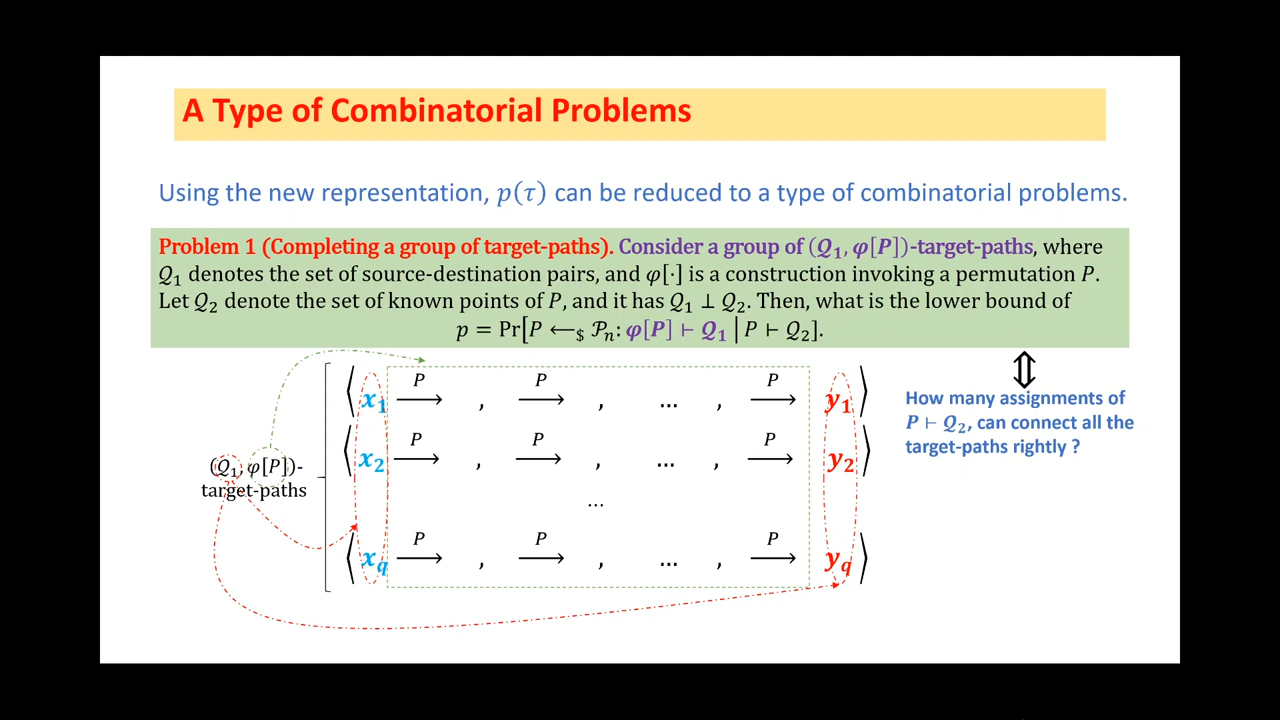 A Type of Combinatorial Problems
Using the new representation, p(τ) can be reduced to a type of combinatorial problems.
Problem 1 (Completing a group of target-paths). Consider a group of (Q₁, φ[P])-target-paths, where
Q₁ denotes the set of source-destination pairs, and φ[·] is a construction invoking a permutation P.
Let Q₂ denote the set of known points of P, and it has Q₁ ⊥ Q₂. Then, what is the lower bound of
p = Pr[P ⟵$ 𝒫ₙ: φ[P] ⊢ Q₁ | P ⊢ Q₂].
⟨ x₁ P ⟶ , P ⟶ , ... , P ⟶ y₁ ⟩
⟨ x₂ P ⟶ , P ⟶ , ... , P ⟶ y₂ ⟩
...
⟨ x_q P ⟶ , P ⟶ , ... , P ⟶ y_q ⟩
(Q₁, φ[P])-
target-paths
⇕
How many assignments of
P ⊢ Q₂, can connect all the
target-paths rightly ?